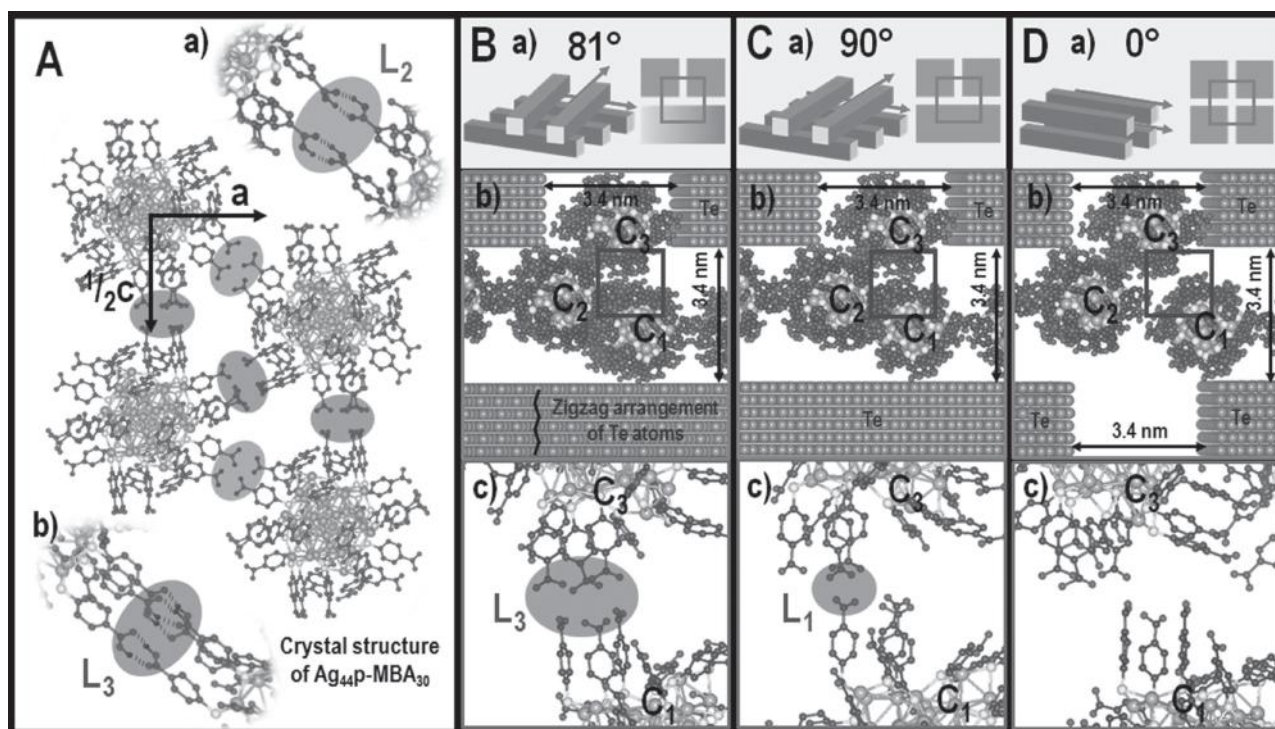 A
a)
L2
a
1/2c
b)
L3
Crystal structure
of Ag44p-MBA30
B a) 81°
b)
3.4 nm
Te
C3
C2
C1
3.4 nm
Zigzag arrangement
of Te atoms
c)
C3
L3
C1
C a) 90°
b)
3.4 nm
Te
C3
C2
C1
3.4 nm
Te
c)
C3
L1
C1
D a) 0°
b)
3.4 nm
Te
C3
C2
C1
3.4 nm
Te
Te
3.4 nm
c)
C3
C1